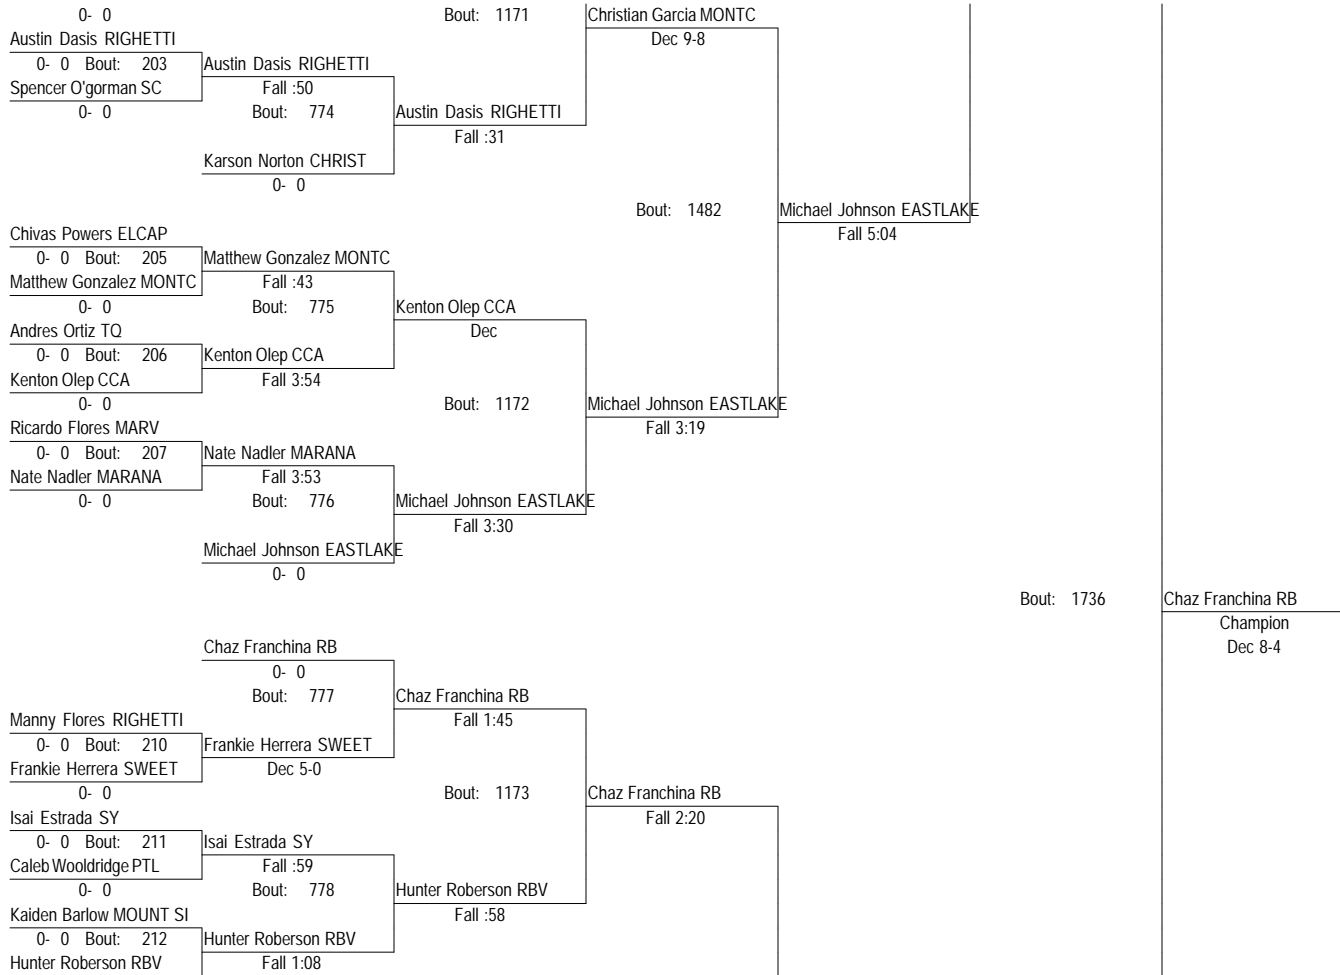 0- 0
Bout: 1171
Christian Garcia MONTC
Austin Dasis RIGHETTI
Dec 9-8
0- 0 Bout: 203
Austin Dasis RIGHETTI
Spencer O'gorman SC
Fall :50
0- 0
Bout: 774
Austin Dasis RIGHETTI
Fall :31
Karson Norton CHRIST
0- 0
Bout: 1482
Michael Johnson EASTLAKE
Chivas Powers ELCAP
Fall 5:04
0- 0 Bout: 205
Matthew Gonzalez MONTC
Matthew Gonzalez MONTC
Fall :43
0- 0
Bout: 775
Kenton Olep CCA
Andres Ortiz TQ
Dec
0- 0 Bout: 206
Kenton Olep CCA
Kenton Olep CCA
Fall 3:54
0- 0
Bout: 1172
Michael Johnson EASTLAKE
Ricardo Flores MARV
Fall 3:19
0- 0 Bout: 207
Nate Nadler MARANA
Nate Nadler MARANA
Fall 3:53
0- 0
Bout: 776
Michael Johnson EASTLAKE
Fall 3:30
Michael Johnson EASTLAKE
0- 0
Bout: 1736
Chaz Franchina RB
Champion
Dec 8-4
Chaz Franchina RB
0- 0
Bout: 777
Chaz Franchina RB
Manny Flores RIGHETTI
Fall 1:45
0- 0 Bout: 210
Frankie Herrera SWEET
Frankie Herrera SWEET
Dec 5-0
0- 0
Bout: 1173
Chaz Franchina RB
Isai Estrada SY
Fall 2:20
0- 0 Bout: 211
Isai Estrada SY
Caleb Wooldridge PTL
Fall :59
0- 0
Bout: 778
Hunter Roberson RBV
Kaiden Barlow MOUNT SI
Fall :58
0- 0 Bout: 212
Hunter Roberson RBV
Hunter Roberson RBV
Fall 1:08